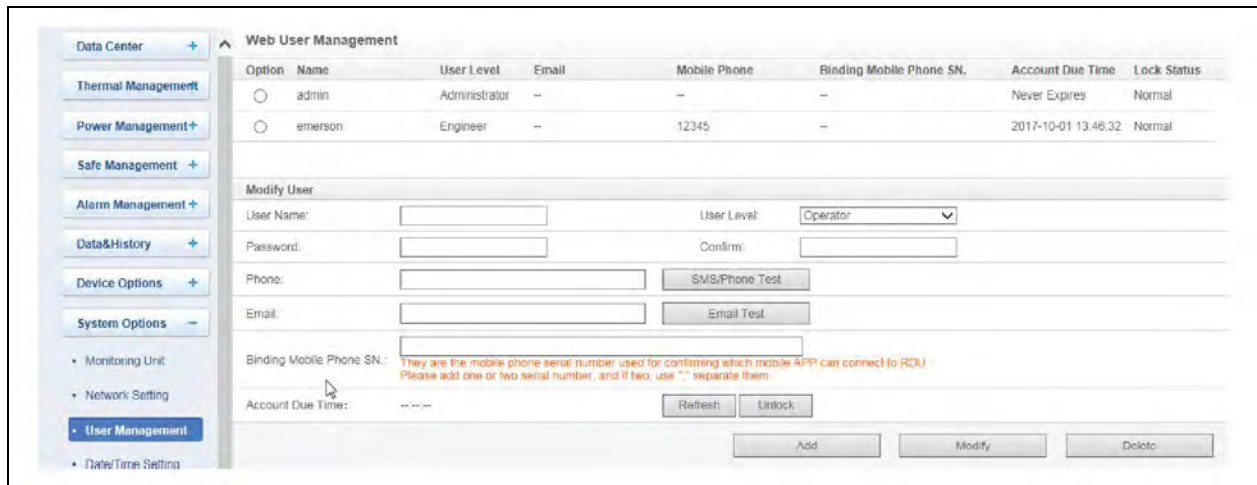 Data Center +
Thermal Management +
Power Management +
Safe Management +
Alarm Management +
Data&History +
Device Options +
System Options −
• Monitoring Unit
• Network Setting
• User Management
• Date/Time Setting
Web User Management
Option Name User Level Email Mobile Phone Binding Mobile Phone SN. Account Due Time Lock Status
admin Administrator -- -- -- Never Expires Normal
emerson Engineer -- 12345 -- 2017-10-01 13:46:32 Normal
Modify User
User Name: User Level: Operator
Password: Confirm:
Phone: SMS/Phone Test
Email: Email Test
Binding Mobile Phone SN.:
They are the mobile phone serial number used for confirming which mobile APP can connect to RDU
Please add one or two serial number, and if two, use "," separate them.
Account Due Time: --:--:-- Refresh Unlock
Add Modify Delete